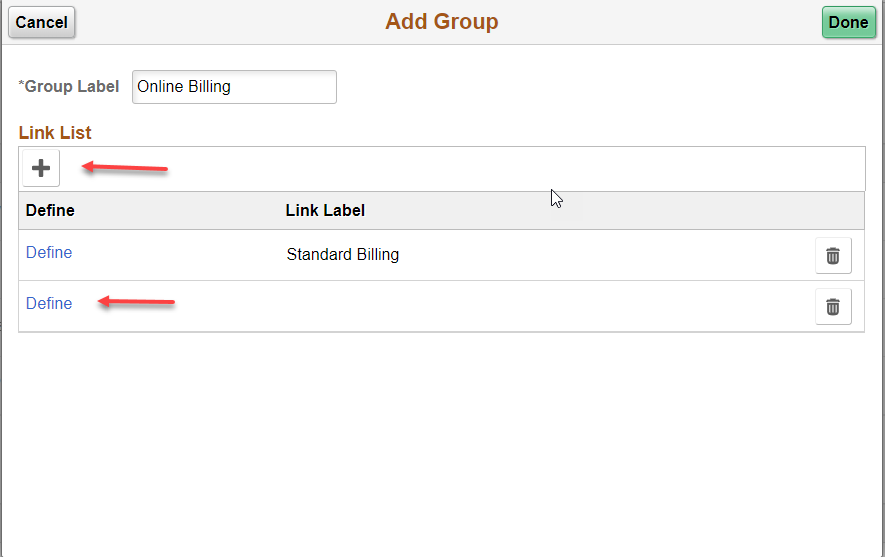 Cancel Add Group Done
*Group Label Online Billing
Link List
Define Link Label
Define Standard Billing
Define